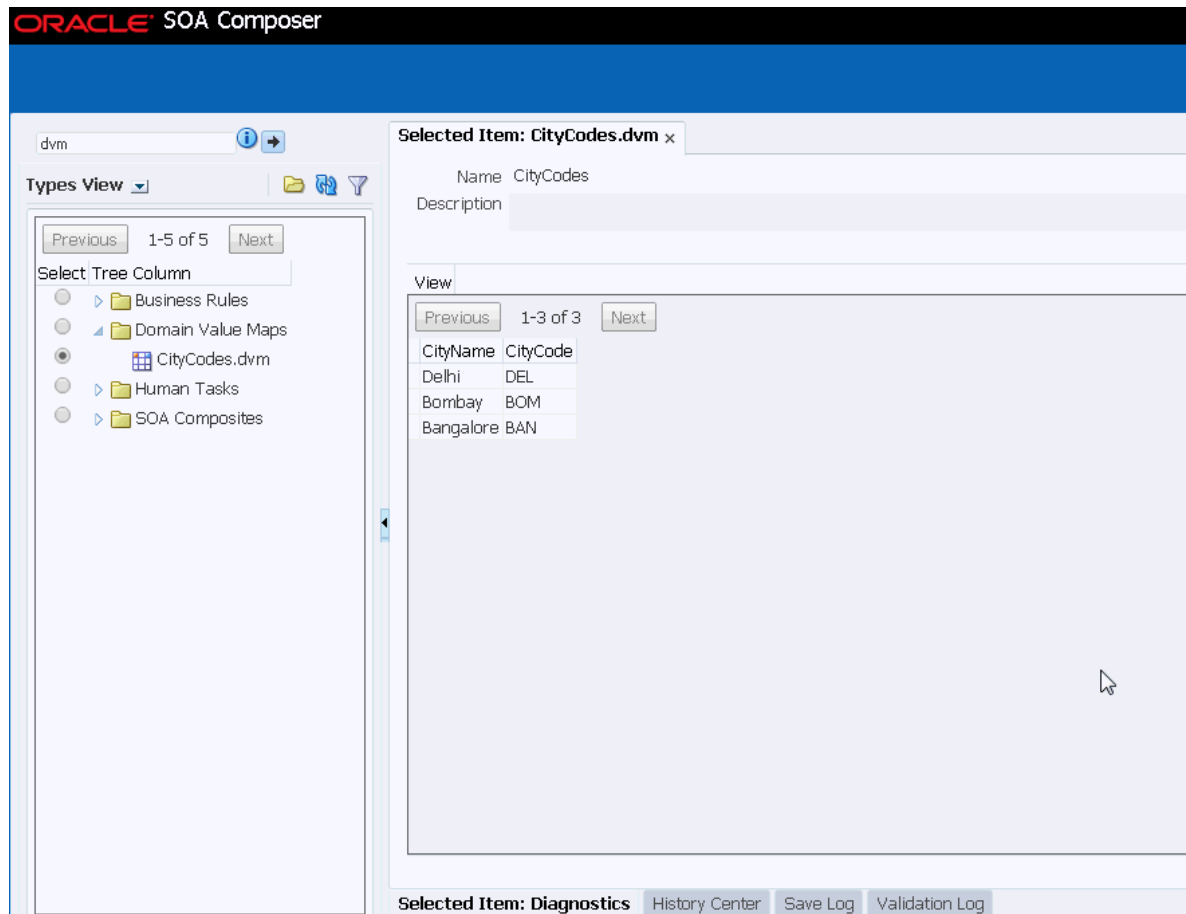 ORACLE SOA Composer
dvm
Types View
Previous 1-5 of 5 Next
Select Tree Column
Business Rules
Domain Value Maps
CityCodes.dvm
Human Tasks
SOA Composites
Selected Item: CityCodes.dvm x
Name CityCodes
Description
View
Previous 1-3 of 3 Next
CityName CityCode
Delhi DEL
Bombay BOM
Bangalore BAN
Selected Item: Diagnostics History Center Save Log Validation Log